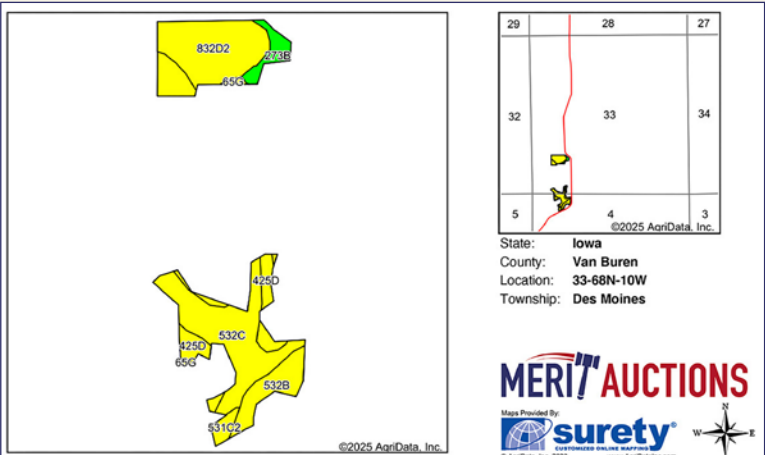 832D2
273B
65G
425D
532C
425D
65G
532B
531C2
©2025 AgriData, Inc.
29 28 27
32 33 34
5 4 3
©2025 AgriData, Inc.
State: Iowa
County: Van Buren
Location: 33-68N-10W
Township: Des Moines
MERIT AUCTIONS
Maps Provided By:
surety®
CUSTOMIZED ONLINE MAPPING
N
W E
S